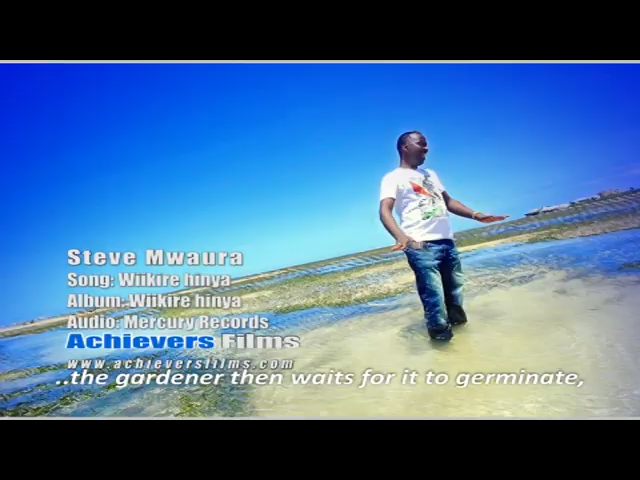 Steve Mwaura
Song: Wiikire hinya
Album: Wiikire hinya
Audio: Mercury Records
Achievers Films
www.achieversfilms.com
..the gardener then waits for it to germinate,